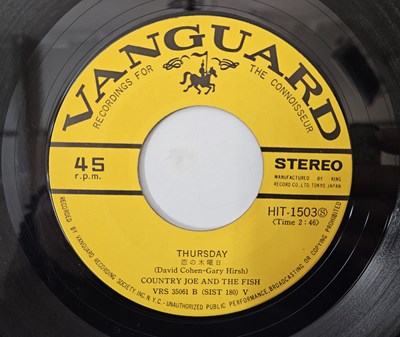 VANGUARD
RECORDINGS FOR THE CONNOISSEUR
45
r.p.m.
STEREO
MANUFACTURED BY KING
RECORD CO., LTD. TOKYO, JAPAN
HIT-1503Ⓢ
(Time 2:46)
THURSDAY
恋の木曜日
(David Cohen-Gary Hirsh)
COUNTRY JOE AND THE FISH
VRS 35061 B (SIST 180) V
RECORDED BY VANGUARD RECORDING SOCIETY INC. N.Y.C. - UNAUTHORIZED PUBLIC PERFORMANCE, BROADCASTING OR COPYING PROHIBITED